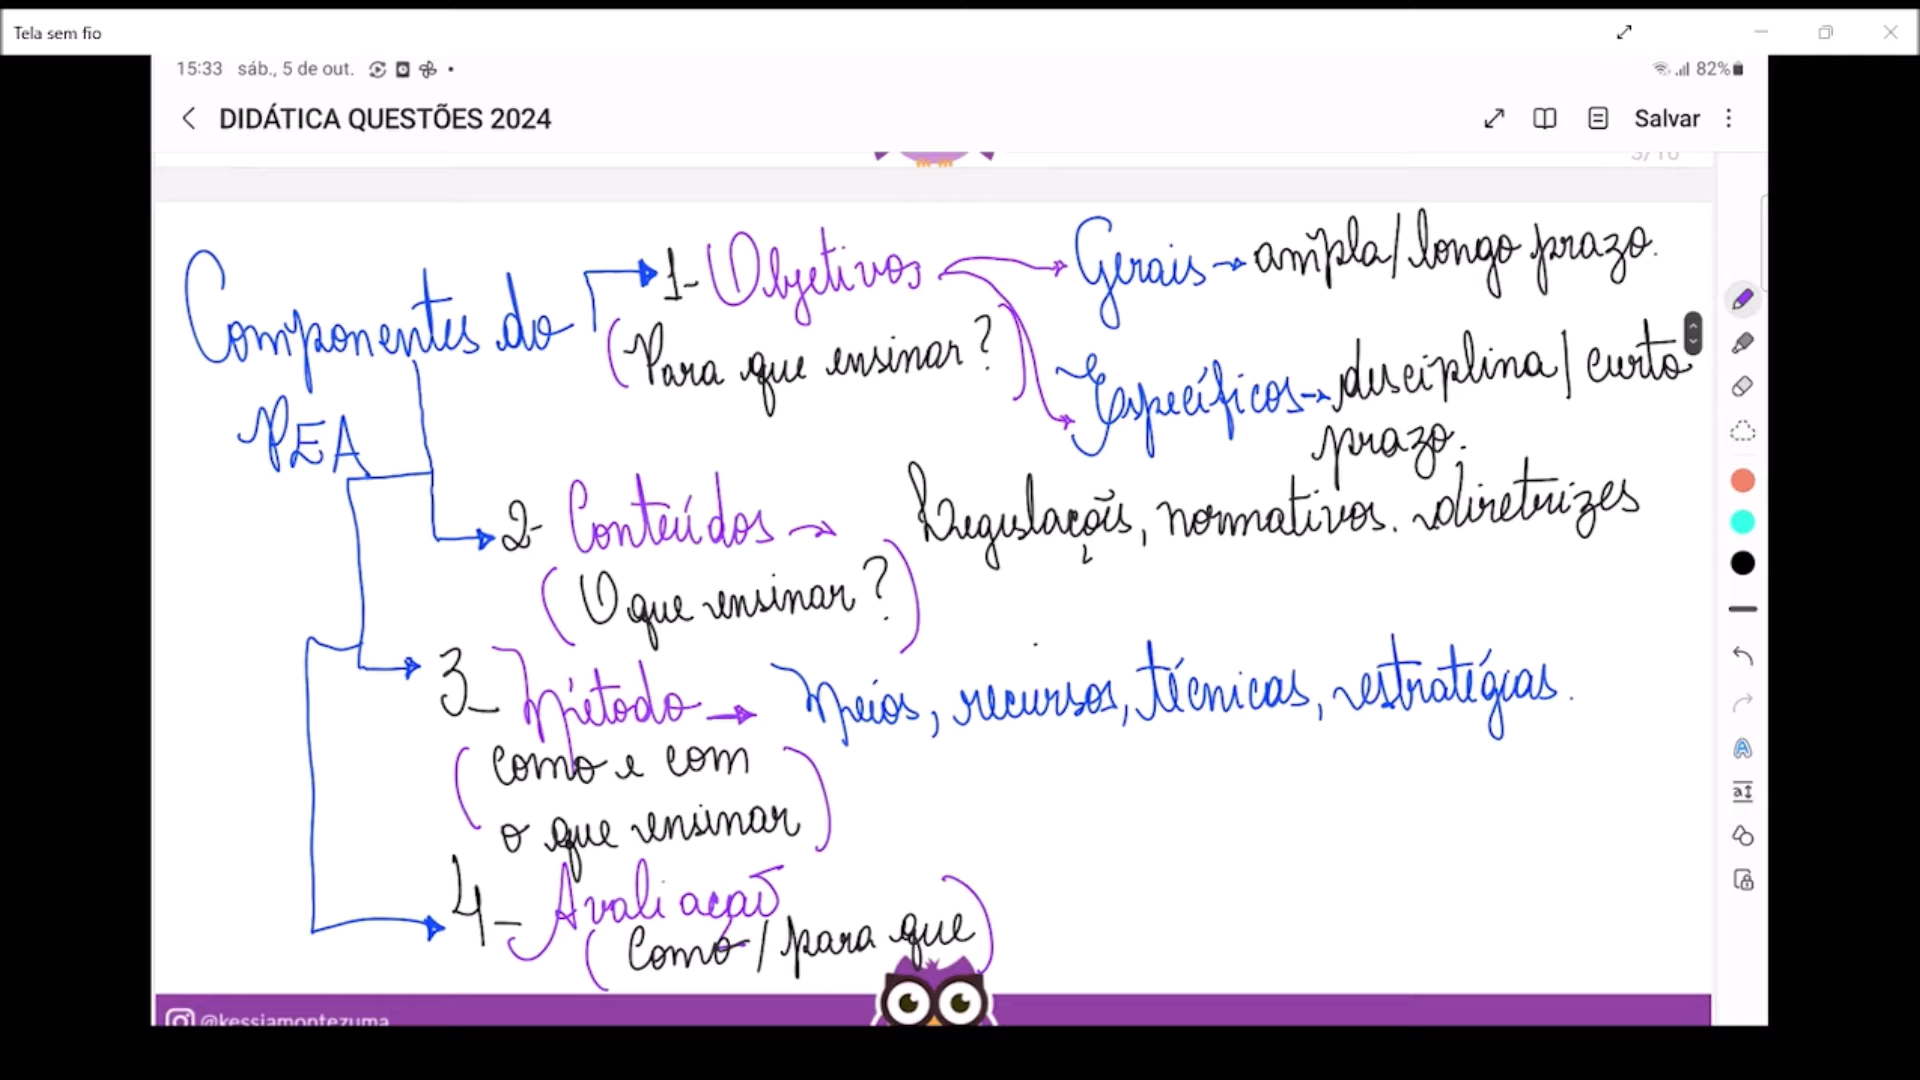 Tela sem fio
15:33 sáb., 5 de out. 82%
DIDÁTICA QUESTÕES 2024 Salvar
3/16
Componentes do PEA
1- Objetivos
(Para que ensinar?)
Gerais → ampla/longo prazo.
Específicos → disciplina/curto
prazo.
2- Conteúdos → Regulações, normativos. diretrizes
(O que ensinar?)
3- Método → Meios, recursos, técnicas, estratégias.
(como e com
o que ensinar)
4- Avaliação
(Como/para que)
@kessiamontezuma